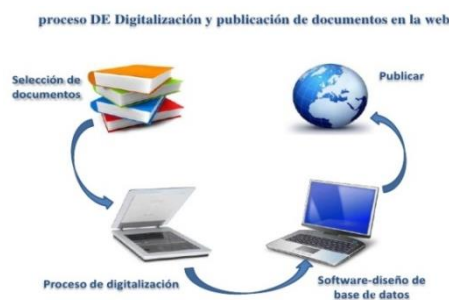 proceso DE Digitalización y publicación de documentos en la web
Selección de
documentos
Publicar
Proceso de digitalización
Software-diseño de
base de datos